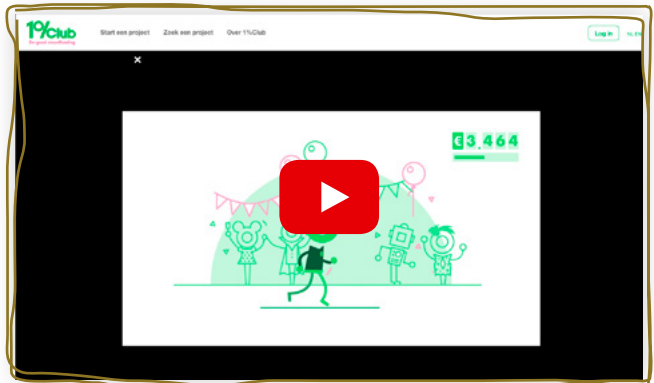 1%Club
Start een project
Zoek een project
Over 1%Club
Log in
€3.464